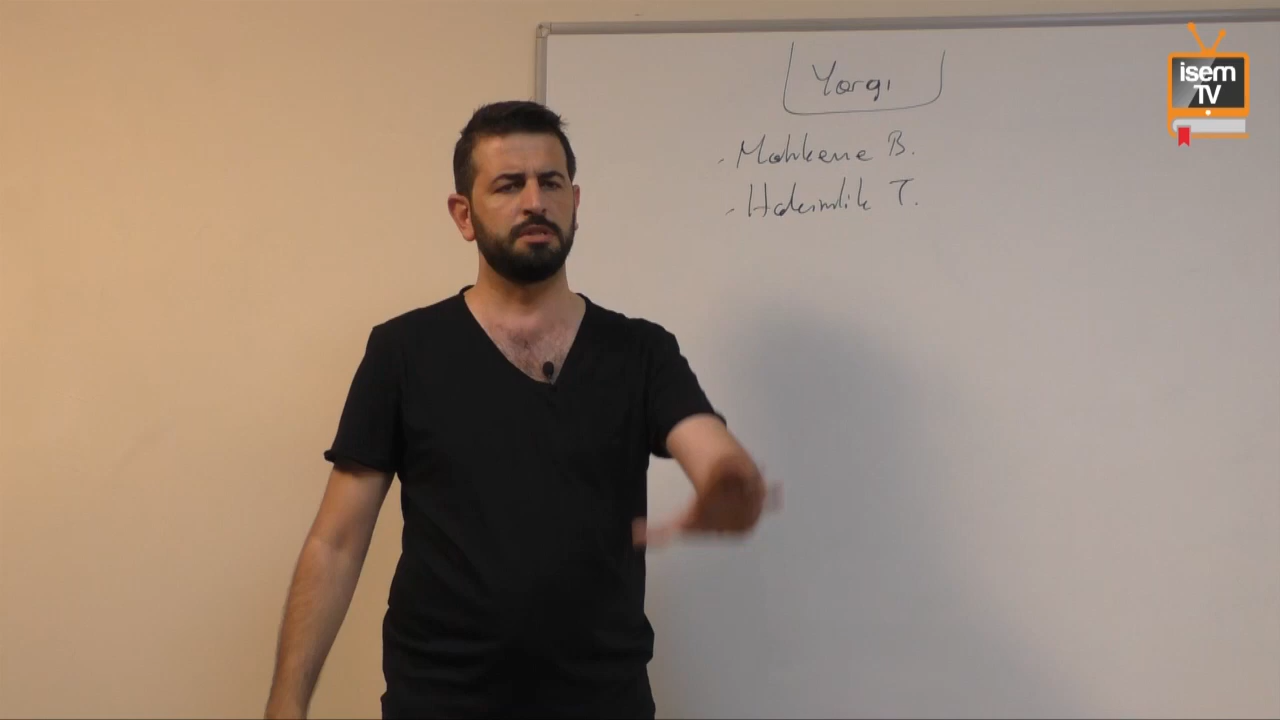 Yargı
- Mahkeme B.
- Hakimlik T.
isem
TV